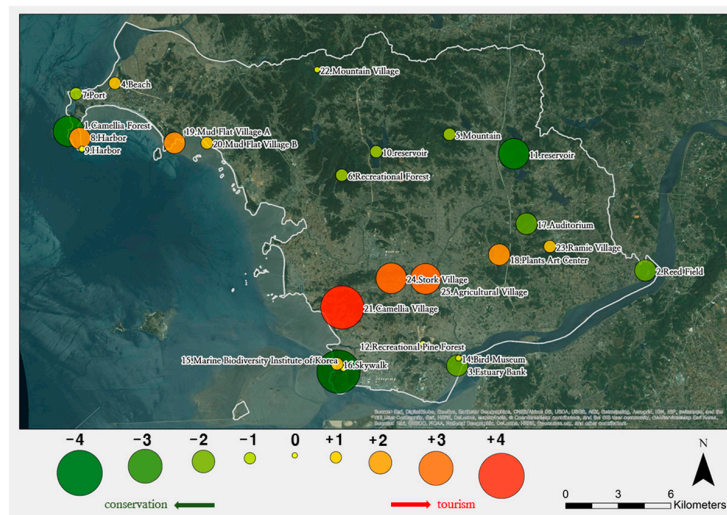 22.Mountain Village
4.Beach
7.Port
1.Camellia Forest
8.Harbor
9.Harbor
19.Mud Flat Village A
20.Mud Flat Village B
5.Mountain
10.reservoir
11.reservoir
6.Recreational Forest
17.Auditorium
23.Ramie Village
18.Plants Art Center
2.Reed Field
24.Stork Village
25.Agricultural Village
21.Camellia Village
12.Recreational Pine Forest
15.Marine Biodiversity Institute of Korea
16.Skywalk
14.Bird Museum
3.Estuary Bank
−4 −3 −2 −1 0 +1 +2 +3 +4
conservation
tourism
N
0 3 6
Kilometers